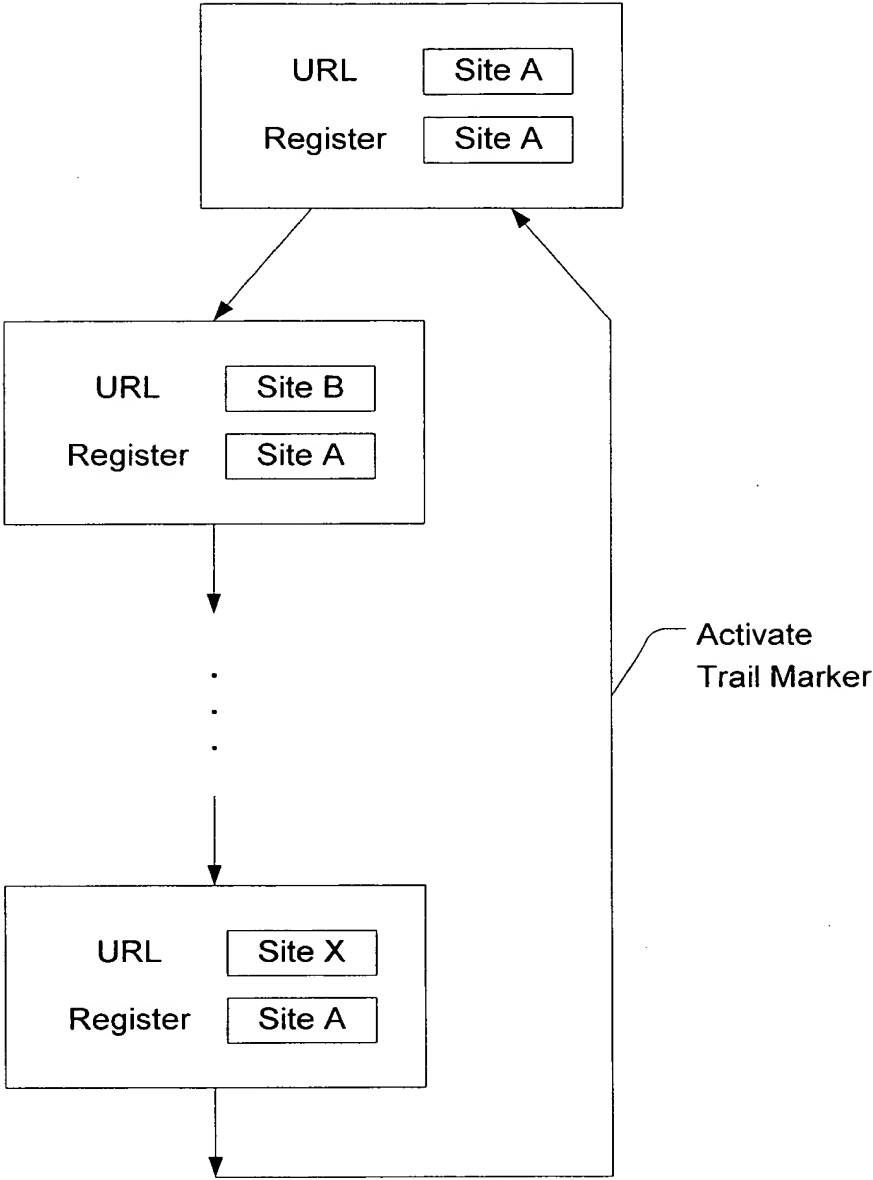 URL Site A
Register Site A
URL Site B
Register Site A
Activate
Trail Marker
URL Site X
Register Site A